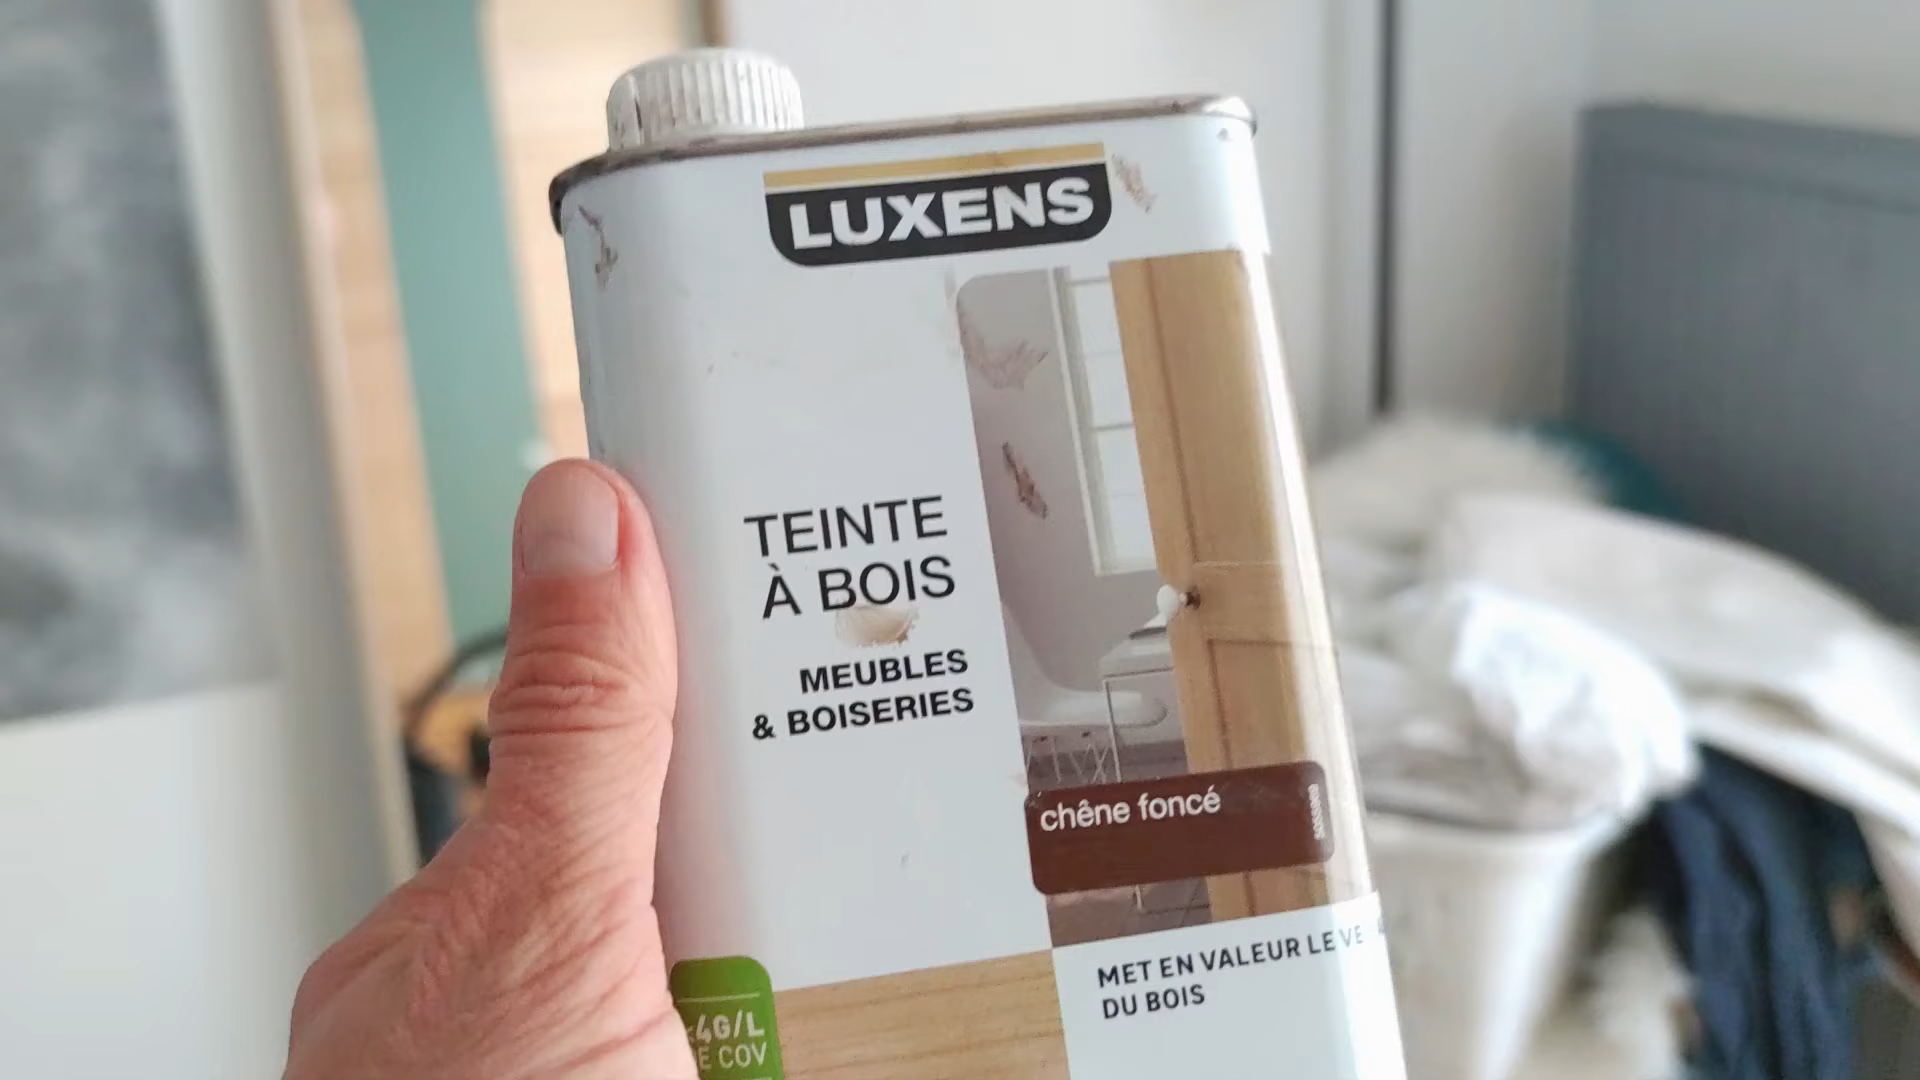 LUXENS
TEINTE
À BOIS
MEUBLES
& BOISERIES
chêne foncé
MET EN VALEUR LE VE
DU BOIS
4G/L
E COV